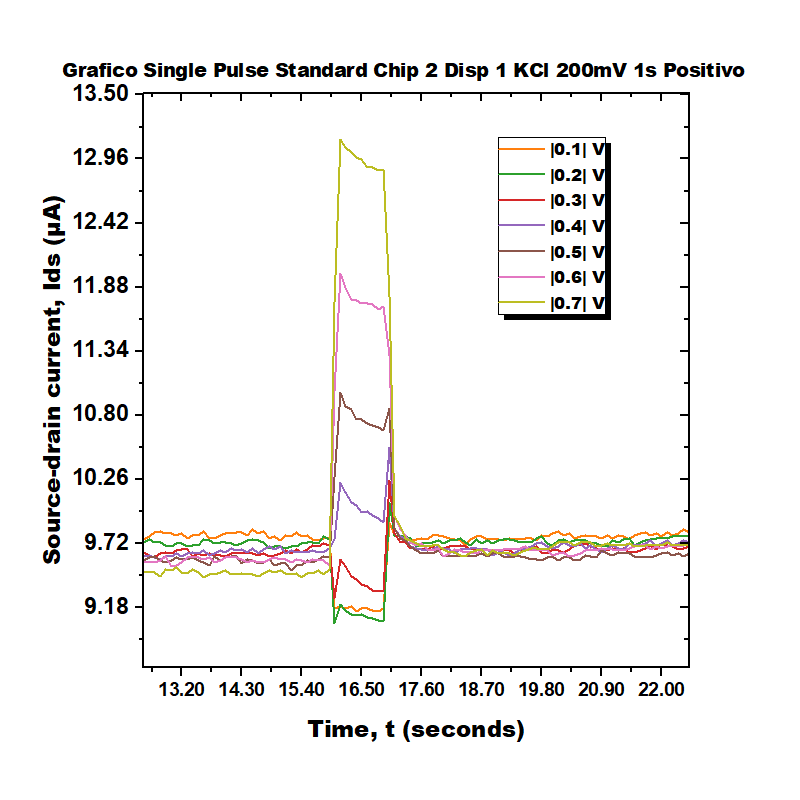 Grafico Single Pulse Standard Chip 2 Disp 1 KCl 200mV 1s Positivo
13.50
12.96
12.42
11.88
11.34
10.80
10.26
9.72
9.18
Source-drain current, Ids (µA)
|0.1| V
|0.2| V
|0.3| V
|0.4| V
|0.5| V
|0.6| V
|0.7| V
13.20 14.30 15.40 16.50 17.60 18.70 19.80 20.90 22.00
Time, t (seconds)